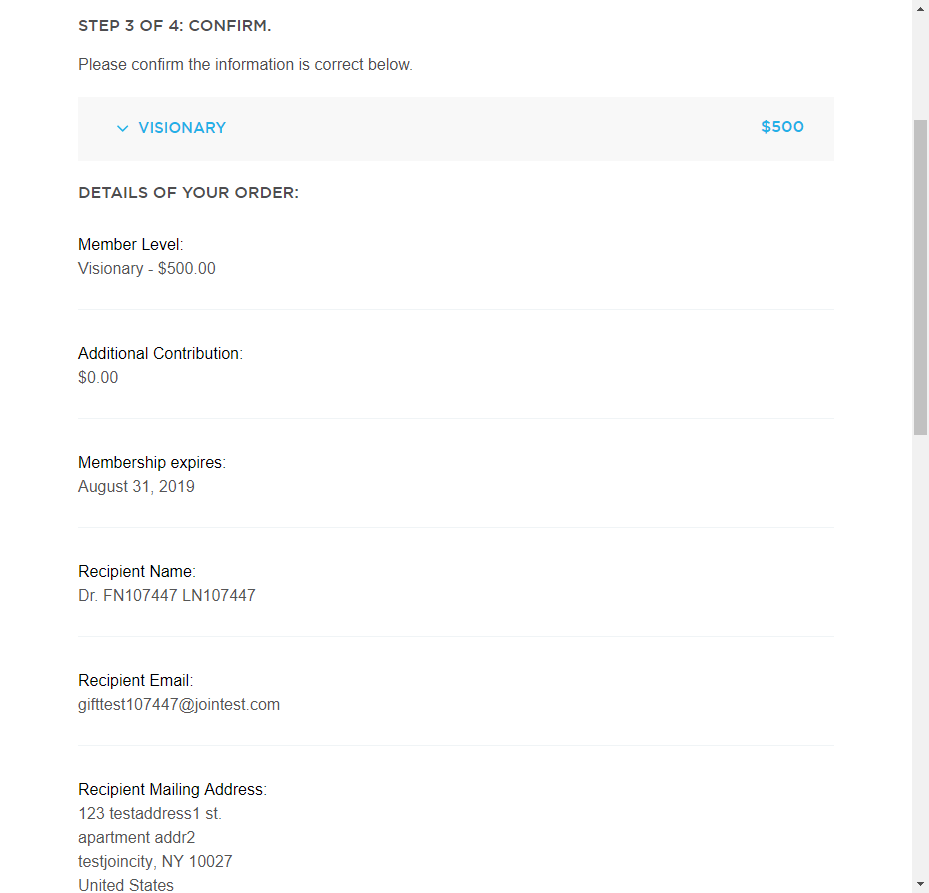 STEP 3 OF 4: CONFIRM.
Please confirm the information is correct below.
VISIONARY $500
DETAILS OF YOUR ORDER:
Member Level:
Visionary - $500.00
Additional Contribution:
$0.00
Membership expires:
August 31, 2019
Recipient Name:
Dr. FN107447 LN107447
Recipient Email:
gifttest107447@jointest.com
Recipient Mailing Address:
123 testaddress1 st.
apartment addr2
testjoincity, NY 10027
United States